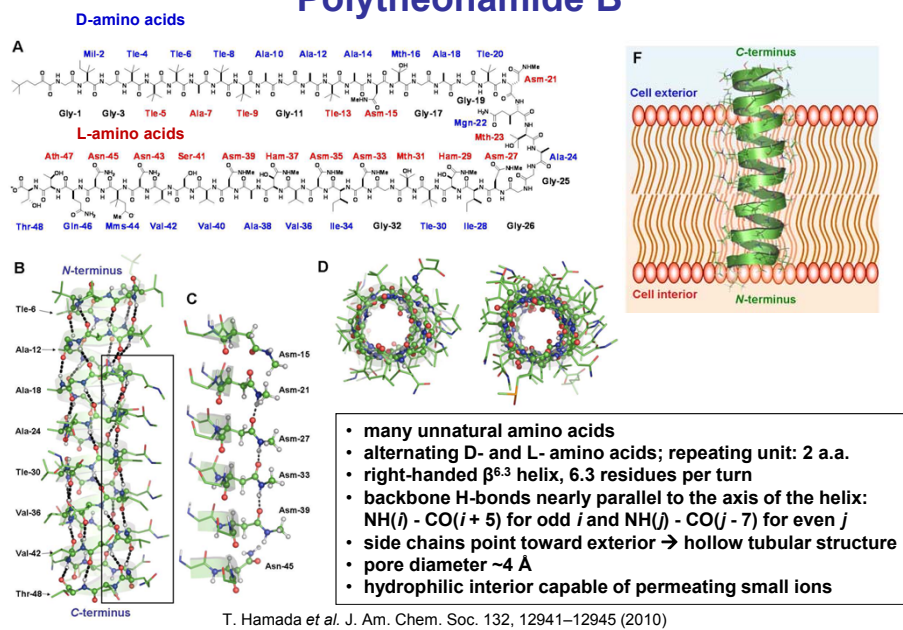 Polytheonamide B
D-amino acids
A
Mil-2 Tle-4 Tle-6 Tle-8 Ala-10 Ala-12 Ala-14 Mth-16 Ala-18 Tle-20
Asm-21
Gly-1 Gly-3 Tle-5 Ala-7 Tle-9 Gly-11 Tle-13 Asm-15 Gly-17 Gly-19
Mgn-22
Mth-23
Ala-24
Gly-25
L-amino acids
Ath-47 Asn-45 Asn-43 Ser-41 Asm-39 Ham-37 Asm-35 Asm-33 Mth-31 Ham-29 Asm-27
Thr-48 Gln-46 Mms-44 Val-42 Val-40 Ala-38 Val-36 Ile-34 Gly-32 Tle-30 Ile-28 Gly-26
B
N-terminus
Tle-6
Ala-12
Ala-18
Ala-24
Tle-30
Val-36
Val-42
Thr-48
C-terminus
C
Asm-15
Asm-21
Asm-27
Asm-33
Asm-39
Asn-45
D
F
C-terminus
Cell exterior
Cell interior
N-terminus
• many unnatural amino acids
• alternating D- and L- amino acids; repeating unit: 2 a.a.
• right-handed β6.3 helix, 6.3 residues per turn
• backbone H-bonds nearly parallel to the axis of the helix:
NH(i) - CO(i + 5) for odd i and NH(j) - CO(j - 7) for even j
• side chains point toward exterior → hollow tubular structure
• pore diameter ~4 Å
• hydrophilic interior capable of permeating small ions
T. Hamada et al. J. Am. Chem. Soc. 132, 12941–12945 (2010)